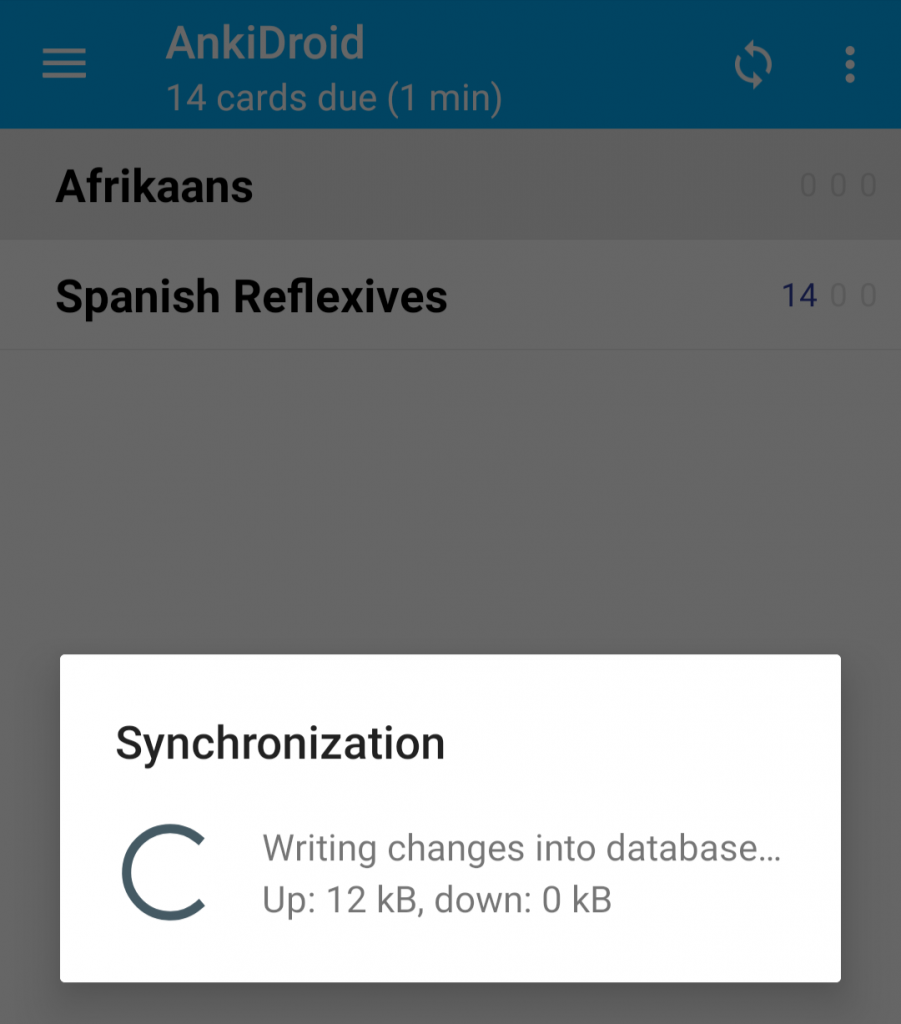 AnkiDroid
14 cards due (1 min)
Afrikaans 0 0 0
Spanish Reflexives 14 0 0
Synchronization
Writing changes into database…
Up: 12 kB, down: 0 kB